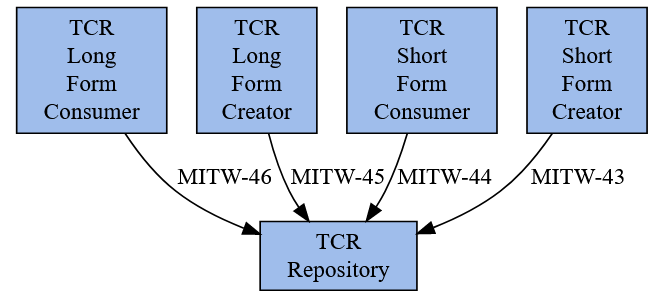 TCR
Long
Form
Consumer
TCR
Long
Form
Creator
TCR
Short
Form
Consumer
TCR
Short
Form
Creator
MITW-46
MITW-45
MITW-44
MITW-43
TCR
Repository